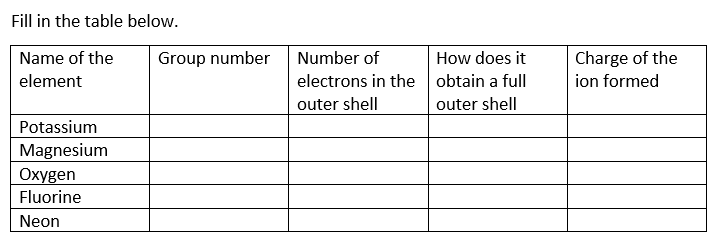 Fill in the table below.
Name of the element
Group number
Number of electrons in the outer shell
How does it obtain a full outer shell
Charge of the ion formed
Potassium
Magnesium
Oxygen
Fluorine
Neon